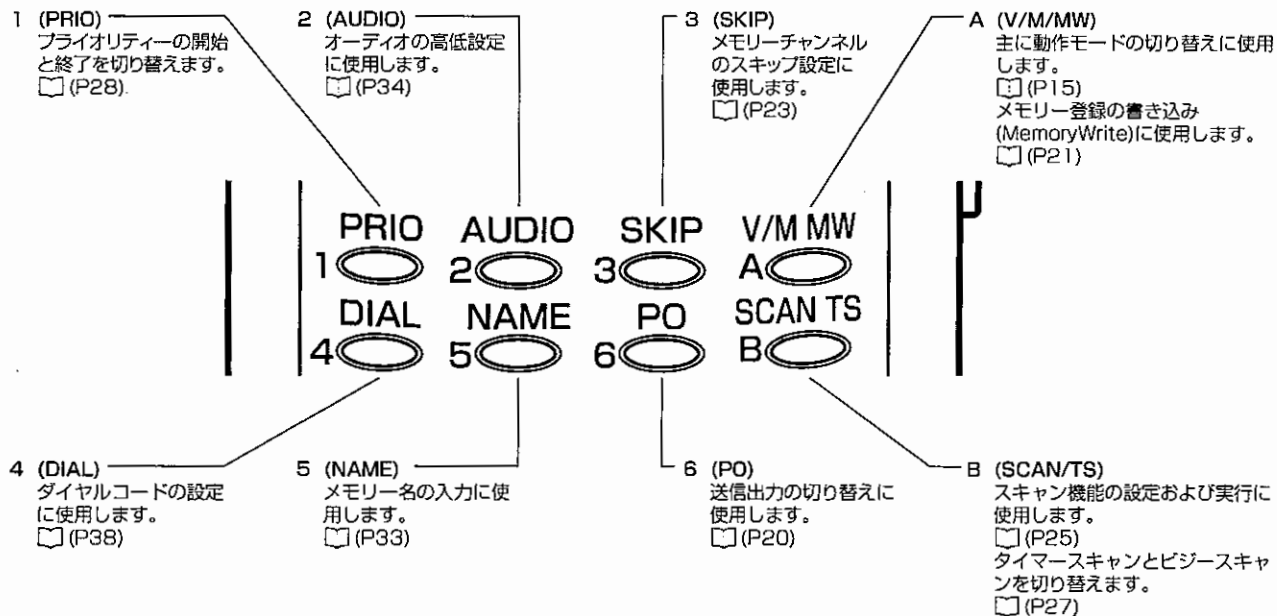 1 (PRIO)
プライオリティーの開始
と終了を切り替えます。
(P28).
2 (AUDIO)
オーディオの高低設定
に使用します。
(P34)
3 (SKIP)
メモリーチャンネル
のスキップ設定に
使用します。
(P23)
A (V/M/MW)
主に動作モードの切り替えに使用
します。
(P15)
メモリー登録の書き込み
(MemoryWrite)に使用します。
(P21)
PRIO AUDIO SKIP V/M MW
1 2 3 A
DIAL NAME PO SCAN TS
4 5 6 B
4 (DIAL)
ダイヤルコードの設定
に使用します。
(P38)
5 (NAME)
メモリー名の入力に使
用します。
(P33)
6 (PO)
送信出力の切り替えに
使用します。
(P20)
B (SCAN/TS)
スキャン機能の設定および実行に
使用します。
(P25)
タイマースキャンとビジースキャ
ンを切り替えます。
(P27)